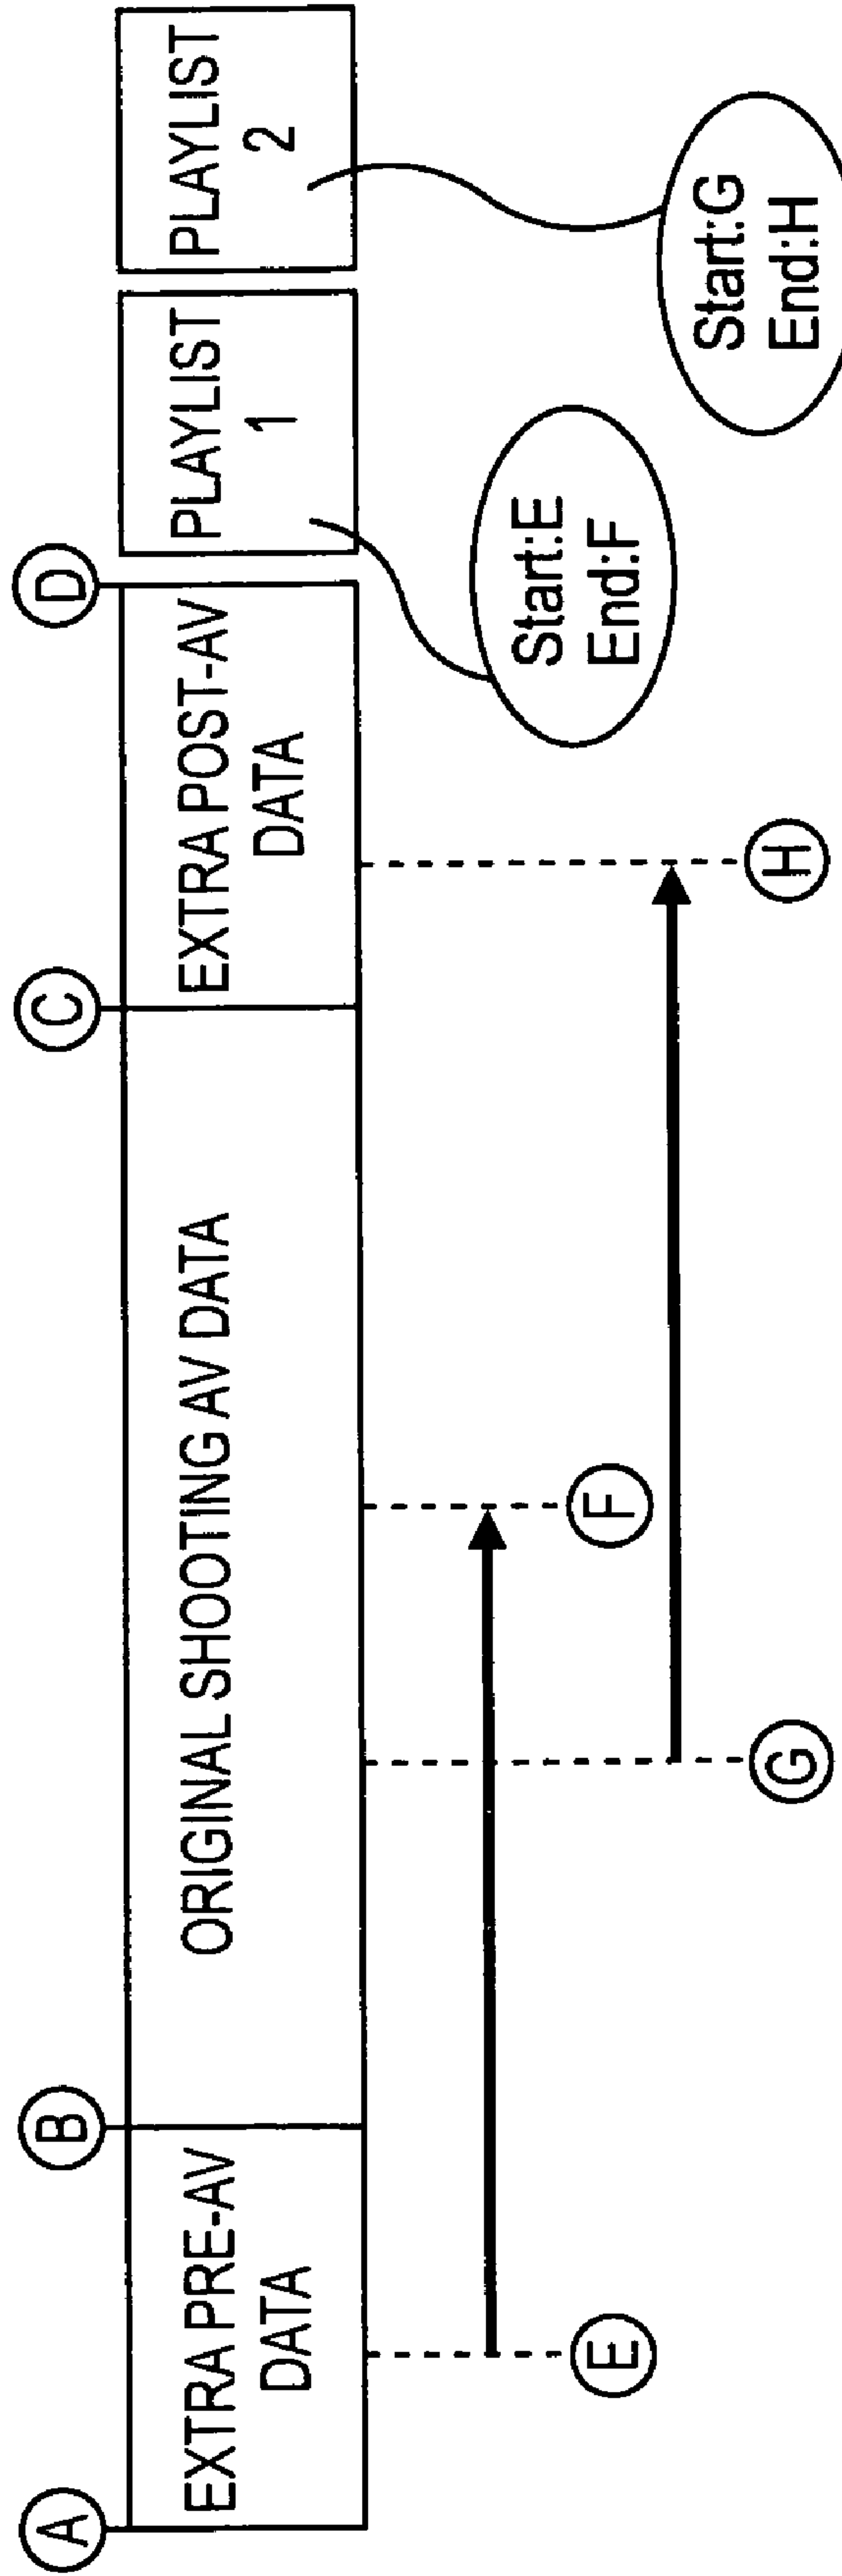 A
B
C
D
EXTRA PRE-AV
DATA
ORIGINAL SHOOTING AV DATA
EXTRA POST-AV
DATA
PLAYLIST
1
PLAYLIST
2
E
F
Start:E
End:F
G
H
Start:G
End:H